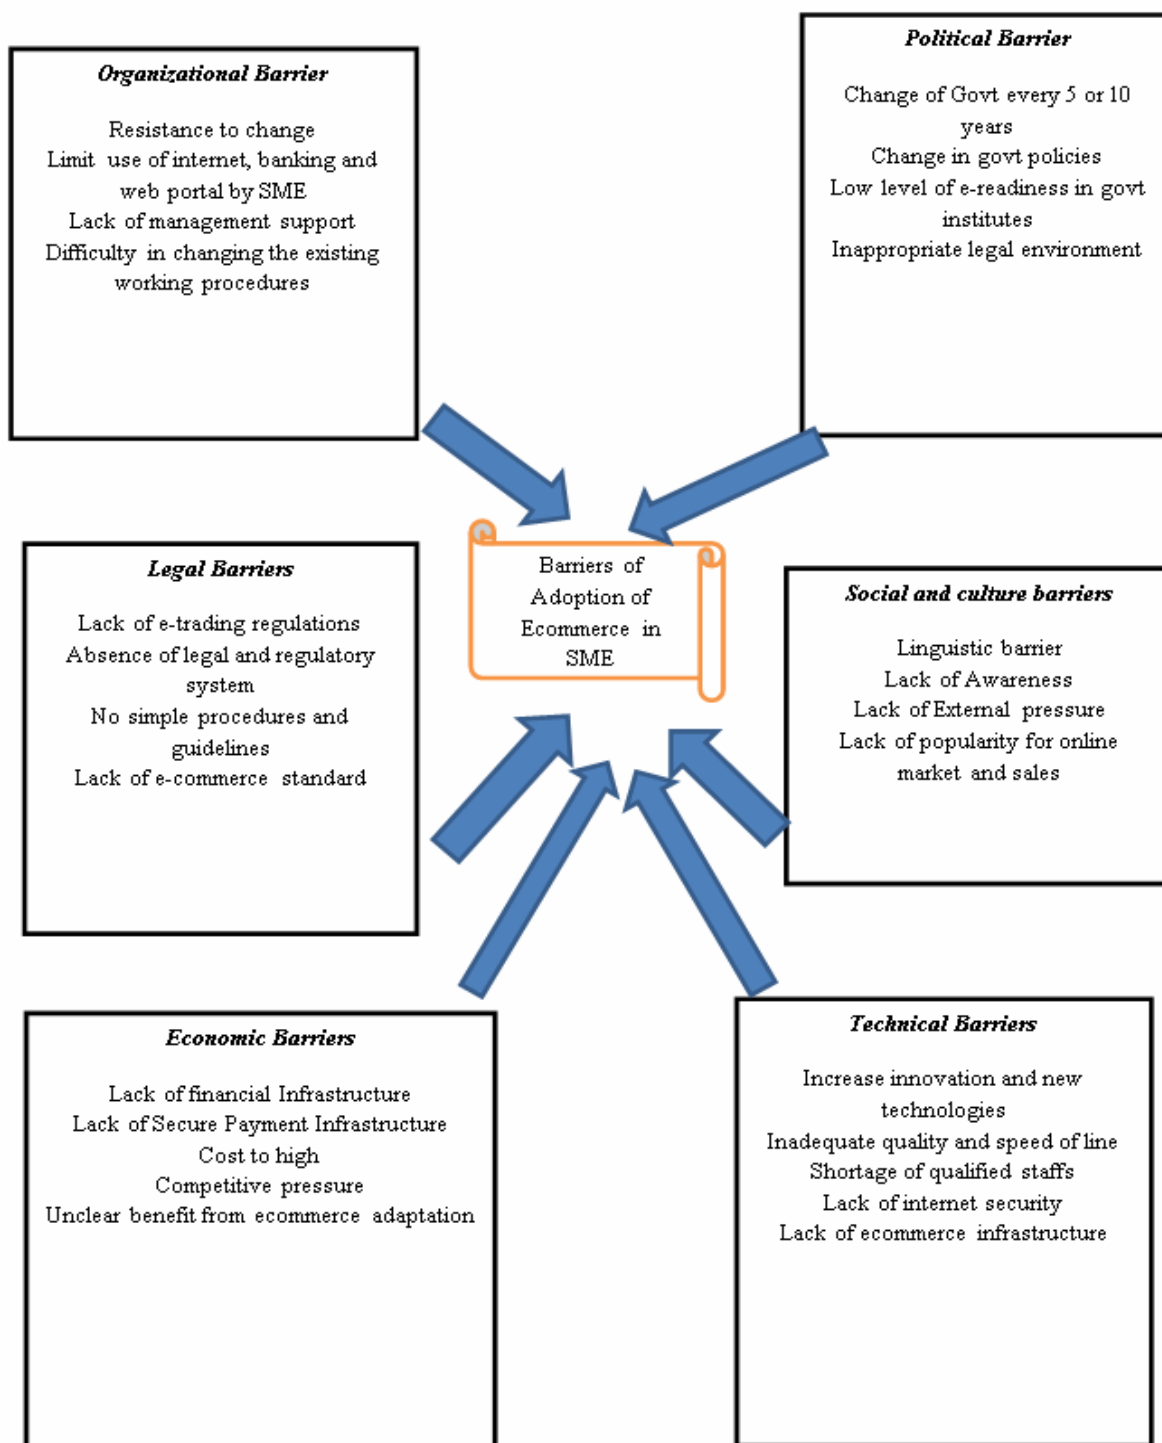 Organizational Barrier
Resistance to change
Limit use of internet, banking and
web portal by SME
Lack of management support
Difficulty in changing the existing
working procedures
Political Barrier
Change of Govt every 5 or 10
years
Change in govt policies
Low level of e-readiness in govt
institutes
Inappropriate legal environment
Barriers of
Adoption of
Ecommerce in
SME
Legal Barriers
Lack of e-trading regulations
Absence of legal and regulatory
system
No simple procedures and
guidelines
Lack of e-commerce standard
Social and culture barriers
Linguistic barrier
Lack of Awareness
Lack of External pressure
Lack of popularity for online
market and sales
Economic Barriers
Lack of financial Infrastructure
Lack of Secure Payment Infrastructure
Cost to high
Competitive pressure
Unclear benefit from ecommerce adaptation
Technical Barriers
Increase innovation and new
technologies
Inadequate quality and speed of line
Shortage of qualified staffs
Lack of internet security
Lack of ecommerce infrastructure